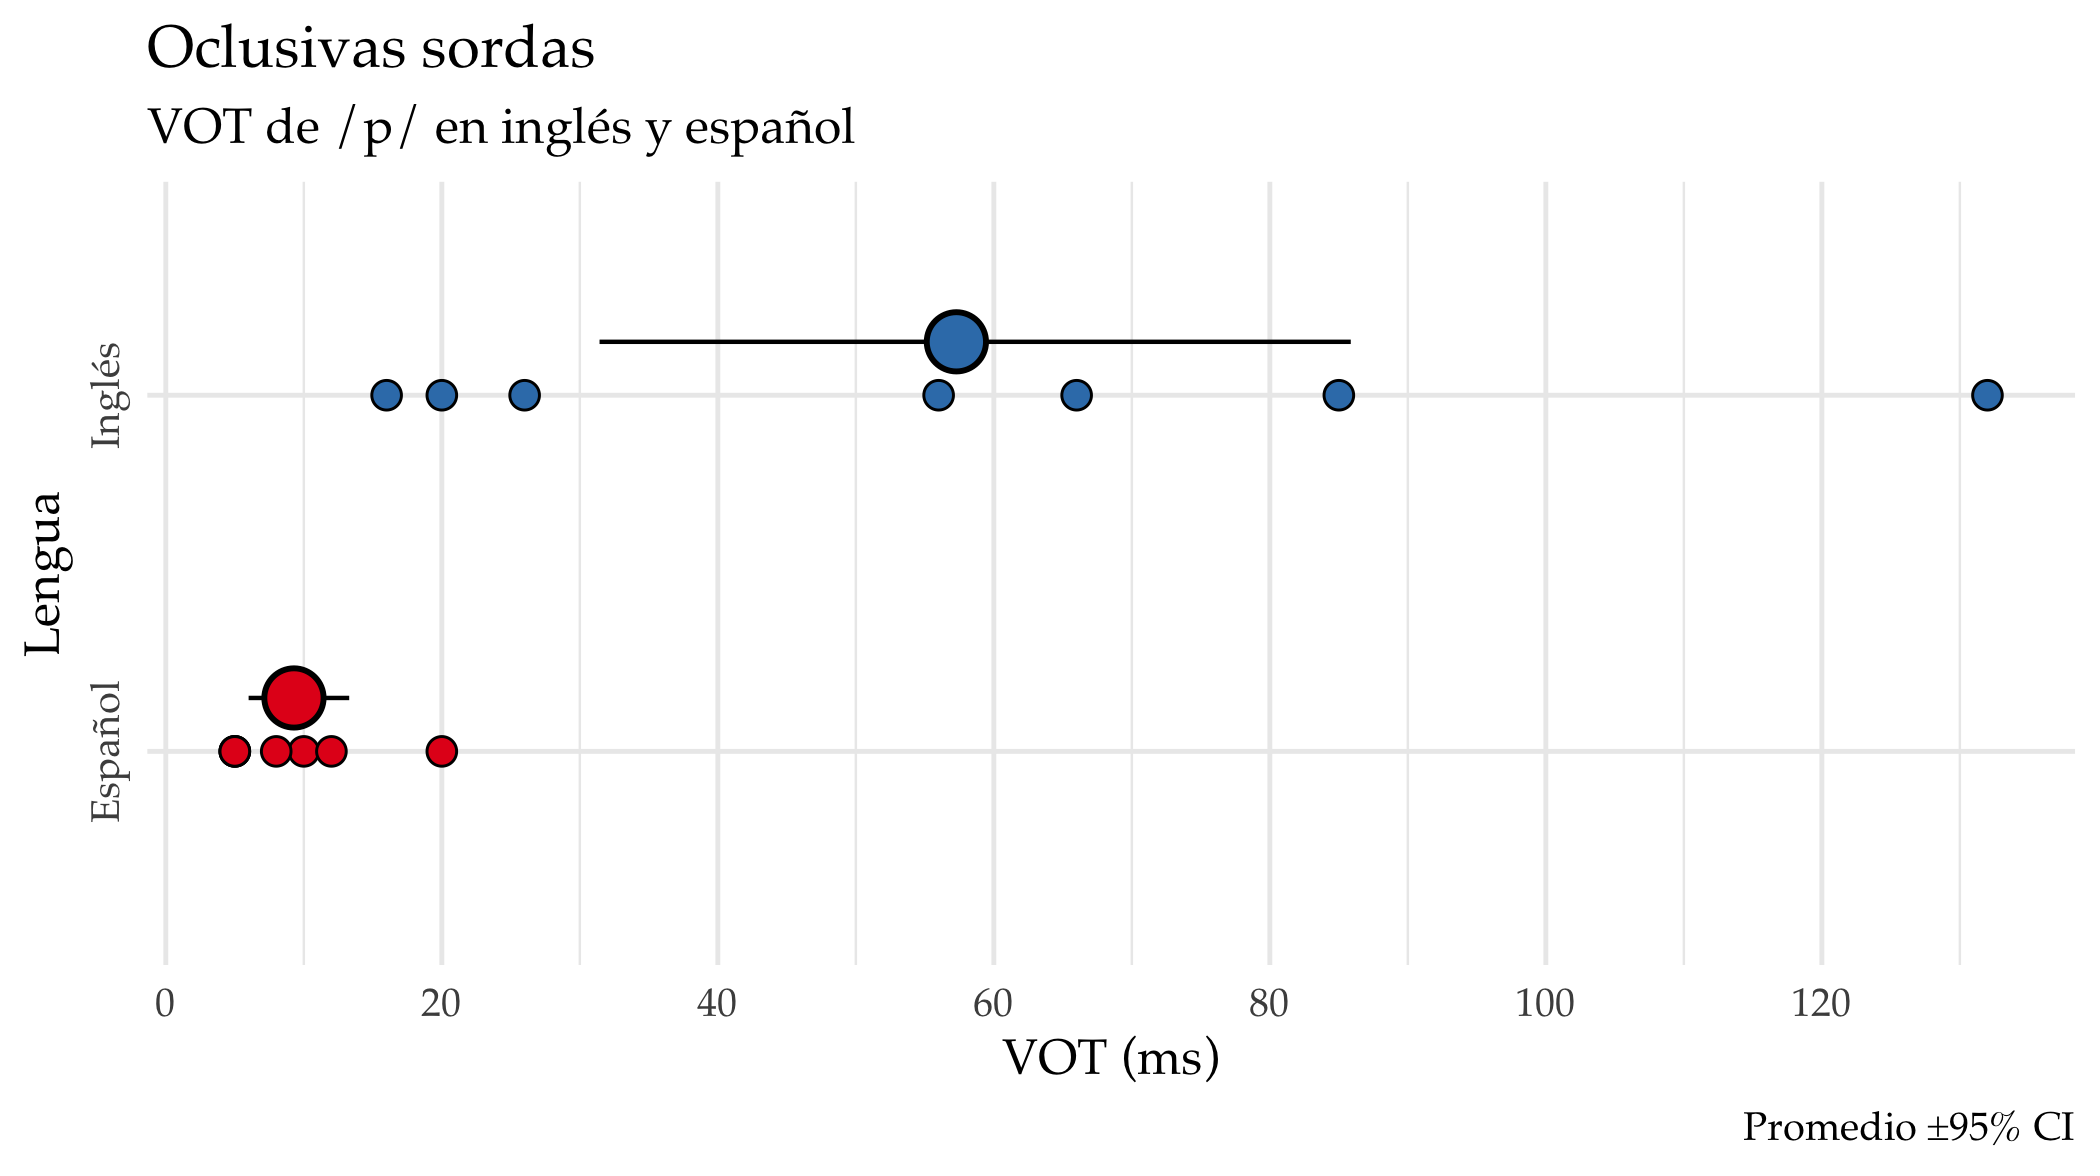 Oclusivas sordas
VOT de /p/ en inglés y español
Lengua
Inglés
Español
0 20 40 60 80 100 120
VOT (ms)
Promedio ±95% CI